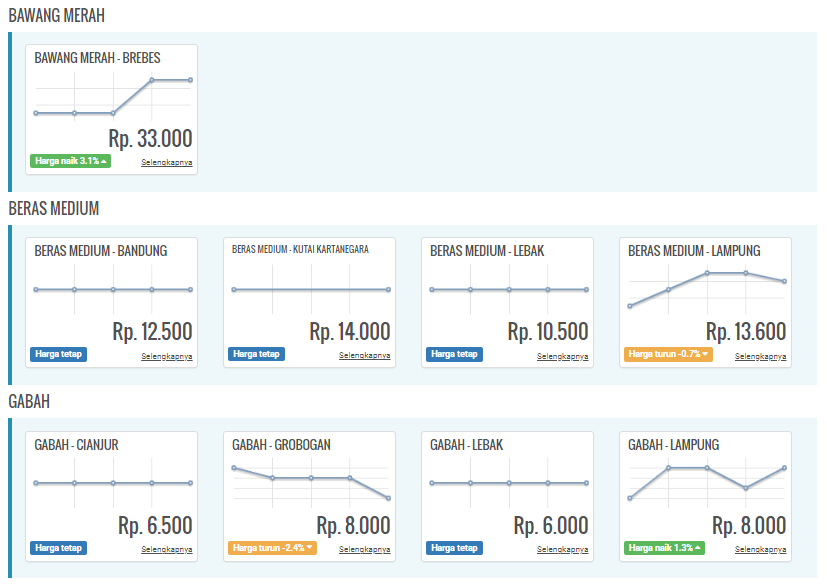 BAWANG MERAH
BAWANG MERAH - BREBES
Rp. 33.000
Harga naik 3.1%
Selengkapnya
BERAS MEDIUM
BERAS MEDIUM - BANDUNG
Rp. 12.500
Harga tetap
Selengkapnya
BERAS MEDIUM - KUTAI KARTANEGARA
Rp. 14.000
Harga tetap
Selengkapnya
BERAS MEDIUM - LEBAK
Rp. 10.500
Harga tetap
Selengkapnya
BERAS MEDIUM - LAMPUNG
Rp. 13.600
Harga turun -0.7%
Selengkapnya
GABAH
GABAH - CIANJUR
Rp. 6.500
Harga tetap
Selengkapnya
GABAH - GROBOGAN
Rp. 8.000
Harga turun -2.4%
Selengkapnya
GABAH - LEBAK
Rp. 6.000
Harga tetap
Selengkapnya
GABAH - LAMPUNG
Rp. 8.000
Harga naik 1.3%
Selengkapnya